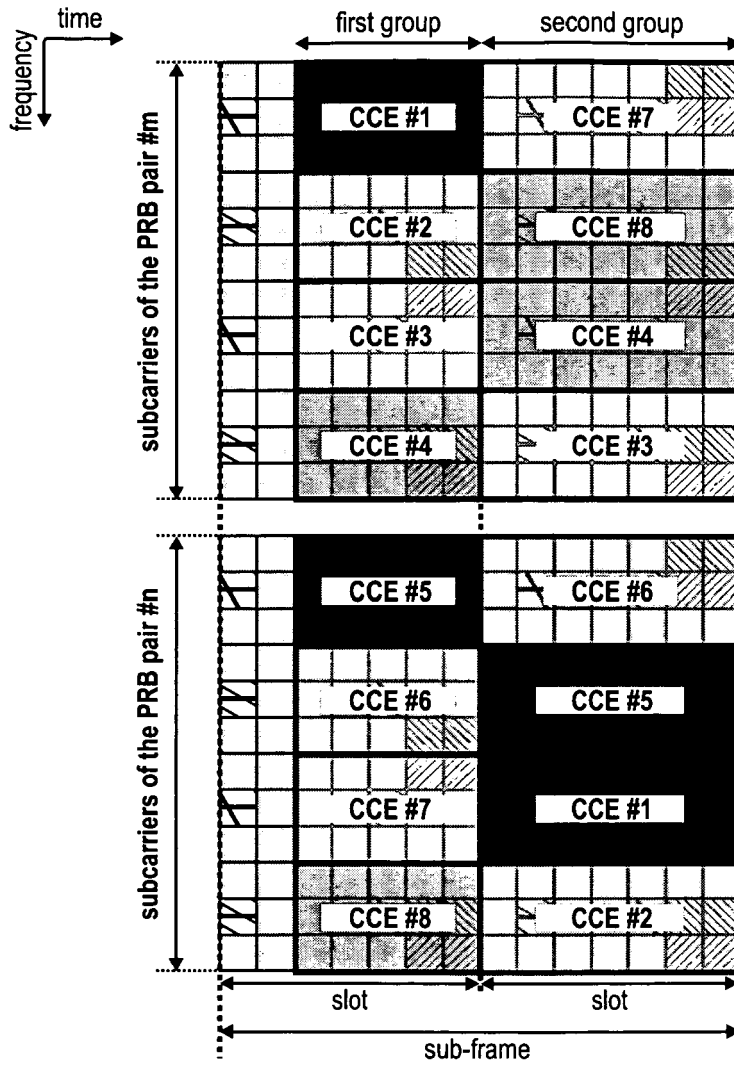 time
first group
second group
frequency
subcarriers of the PRB pair #m
CCE #1
CCE #7
CCE #2
CCE #8
CCE #3
CCE #4
CCE #4
CCE #3
subcarriers of the PRB pair #n
CCE #5
CCE #6
CCE #6
CCE #5
CCE #7
CCE #1
CCE #8
CCE #2
slot
slot
sub-frame